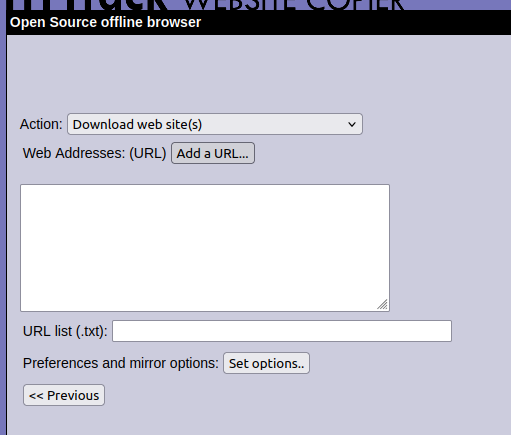 WEBSITE COPIER
Open Source offline browser
Action: Download web site(s)
Web Addresses: (URL) Add a URL...
URL list (.txt):
Preferences and mirror options: Set options..
<< Previous